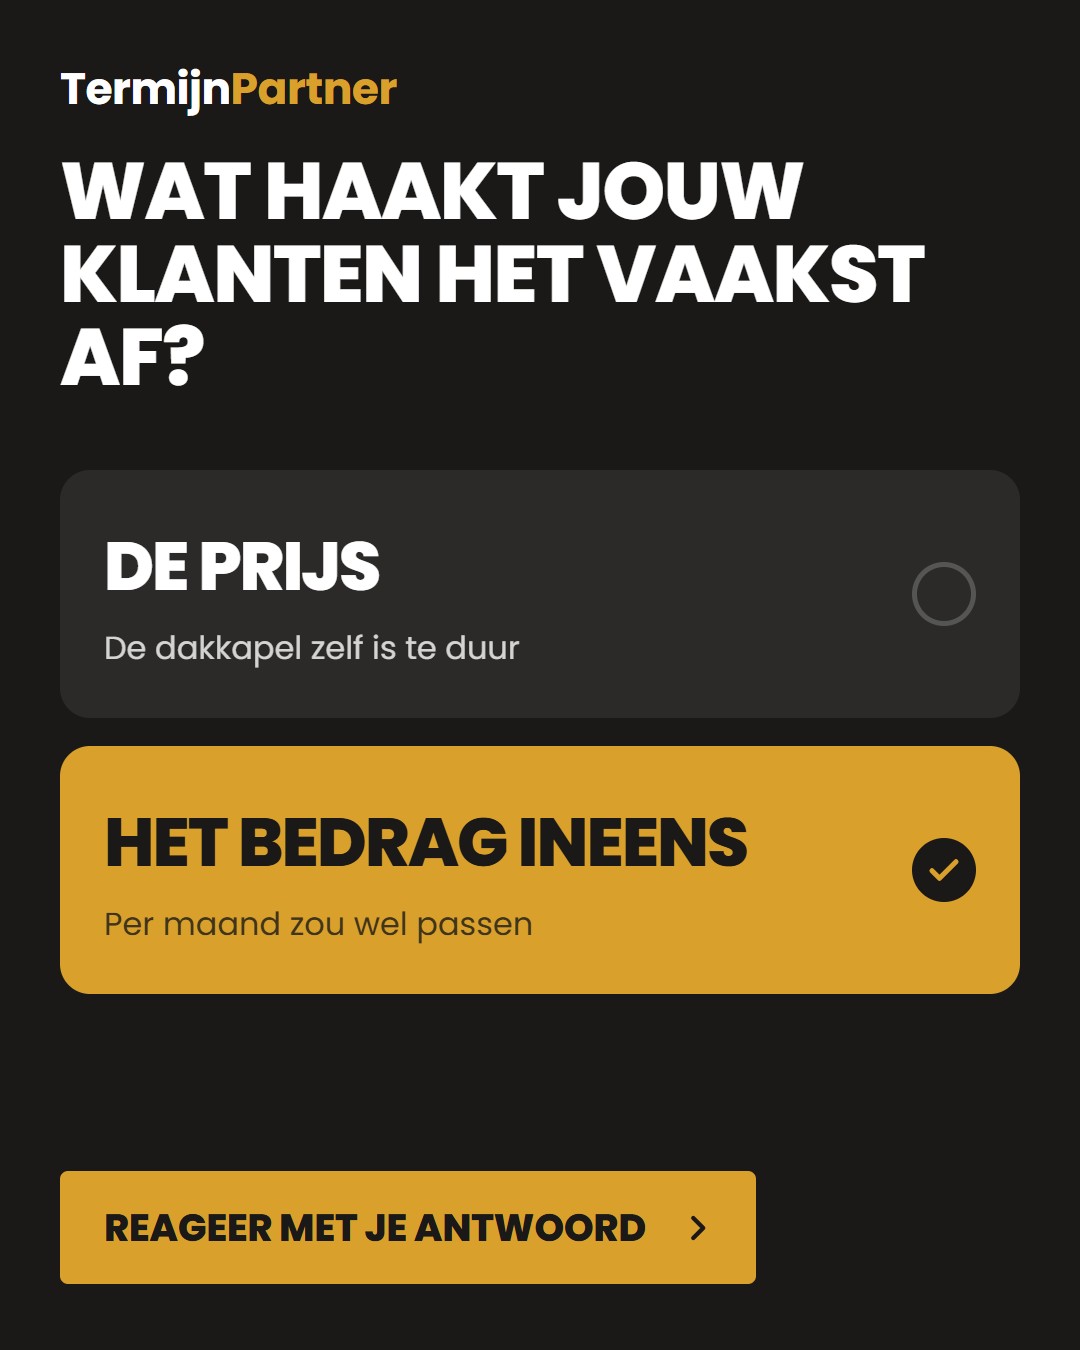 TermijnPartner
WAT HAAKT JOUW
KLANTEN HET VAAKST
AF?
DE PRIJS
De dakkapel zelf is te duur
HET BEDRAG INEENS
Per maand zou wel passen
REAGEER MET JE ANTWOORD